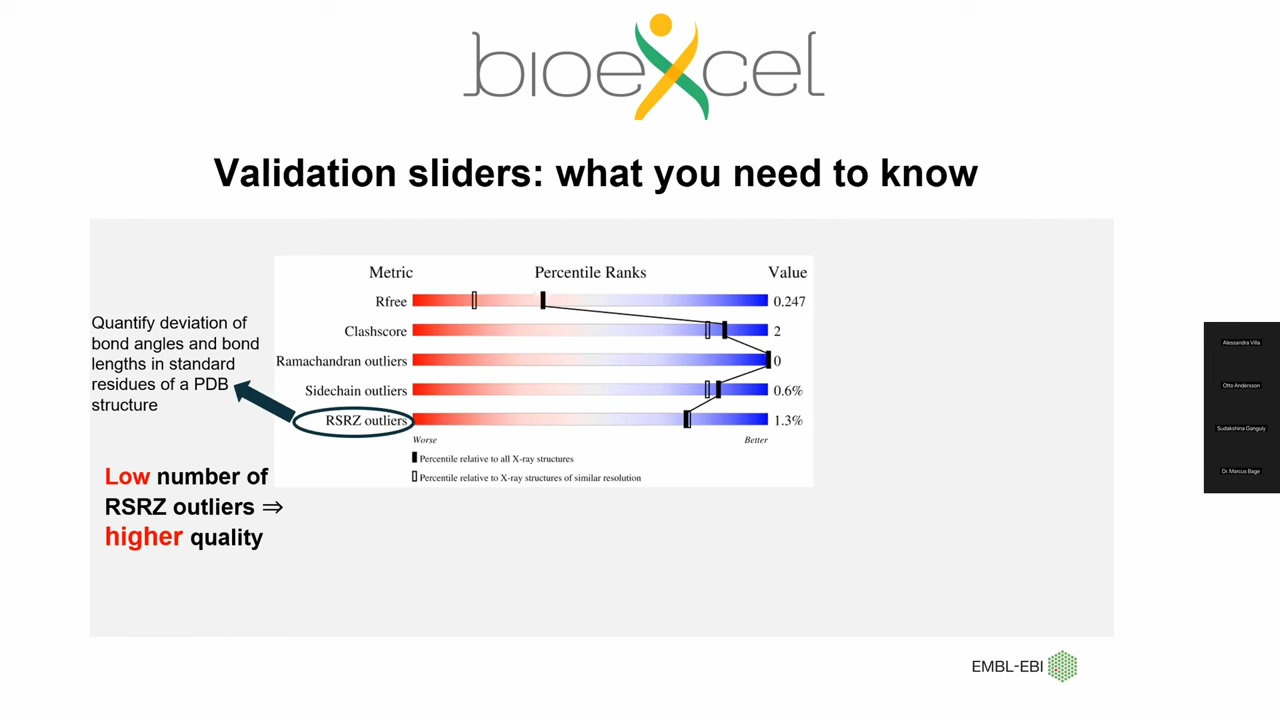 bioexcel
Validation sliders: what you need to know
Metric Percentile Ranks Value
Rfree 0.247
Clashscore 2
Ramachandran outliers 0
Sidechain outliers 0.6%
RSRZ outliers 1.3%
Worse Better
Percentile relative to all X-ray structures
Percentile relative to X-ray structures of similar resolution
Quantify deviation of
bond angles and bond
lengths in standard
residues of a PDB
structure
Low number of
RSRZ outliers ⇒
higher quality
Alessandra Villa
Otto Andersson
Sudakshina Ganguly
Dr. Marcus Bage
EMBL-EBI